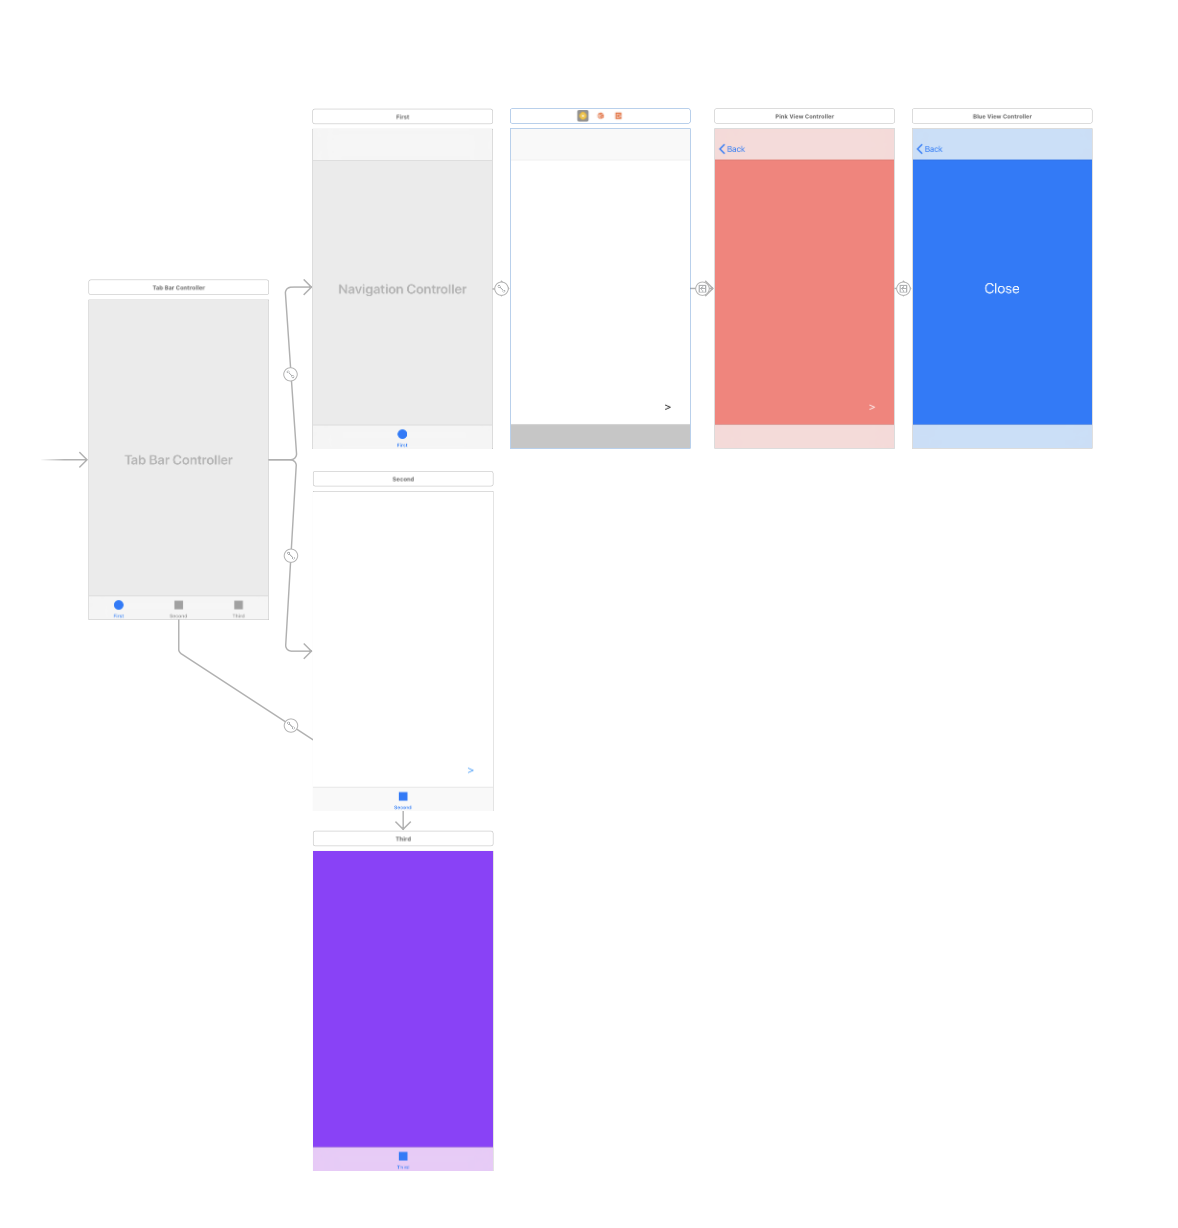 First
Pink View Controller
Blue View Controller
Back
Back
Tab Bar Controller
Navigation Controller
Close
>
>
First
Tab Bar Controller
Second
First
Second
Third
>
Second
Third
Third